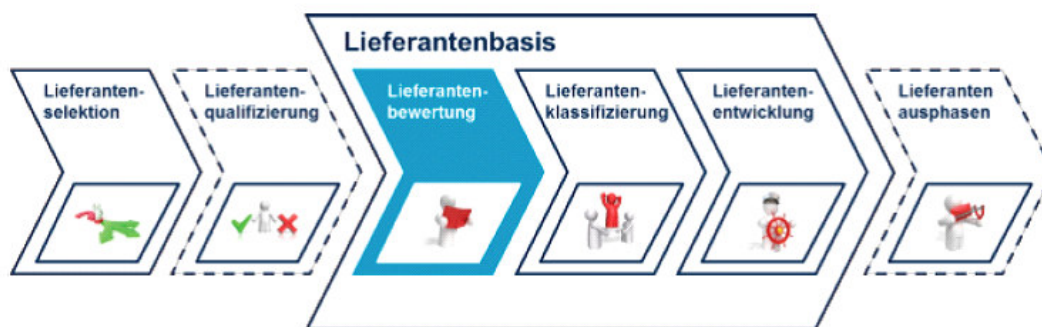 Lieferantenbasis
Lieferanten-
selektion
Lieferanten-
qualifizierung
Lieferanten-
bewertung
Lieferanten-
klassifizierung
Lieferanten-
entwicklung
Lieferanten
ausphasen